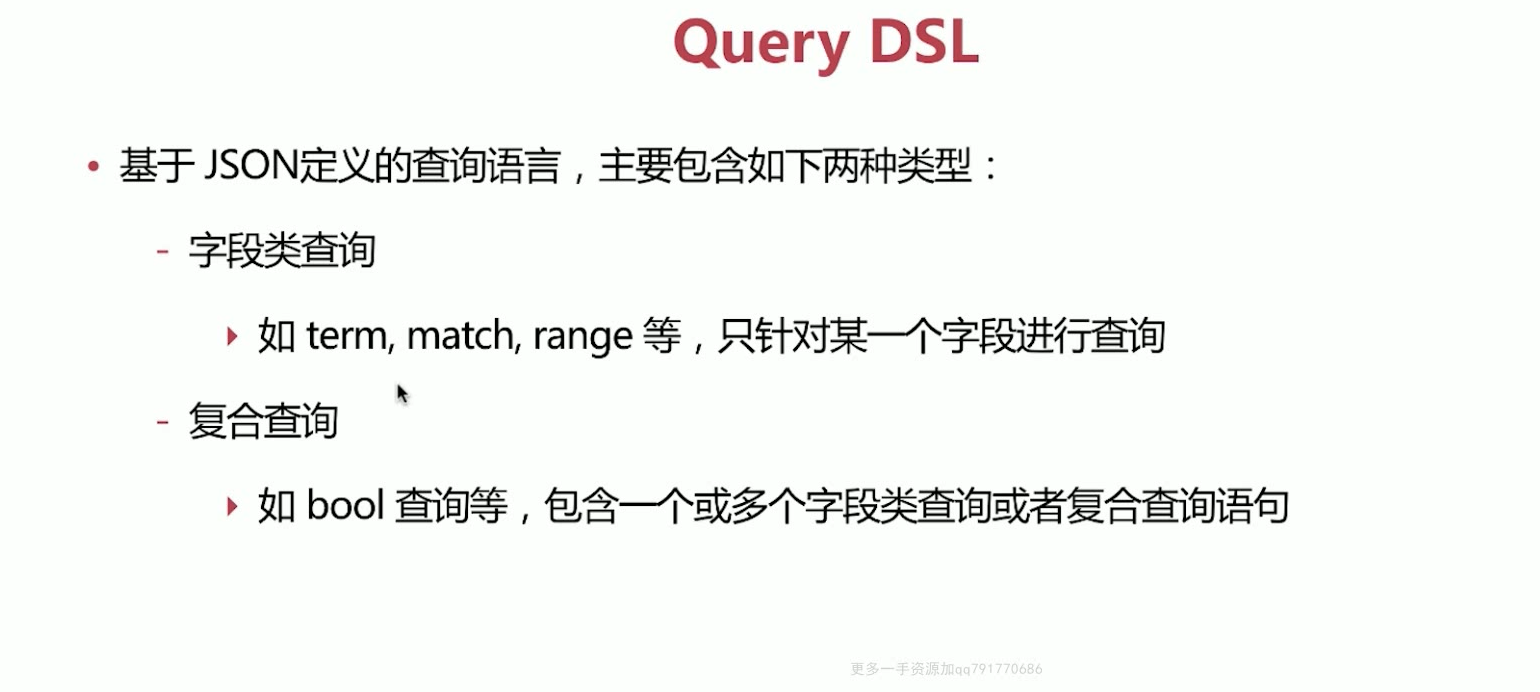 Query DSL
• 基于 JSON定义的查询语言，主要包含如下两种类型：
- 字段类查询
如 term, match, range 等，只针对某一个字段进行查询
- 复合查询
如 bool 查询等，包含一个或多个字段类查询或者复合查询语句
更多一手资源加qq791770686